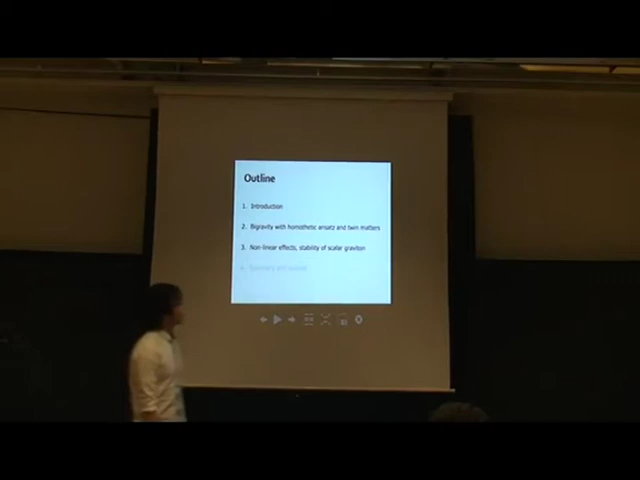 Outline
1. Introduction
2. Bigravity with homothetic ansatz and twin matters
3. Non-linear effects, stability of scalar graviton